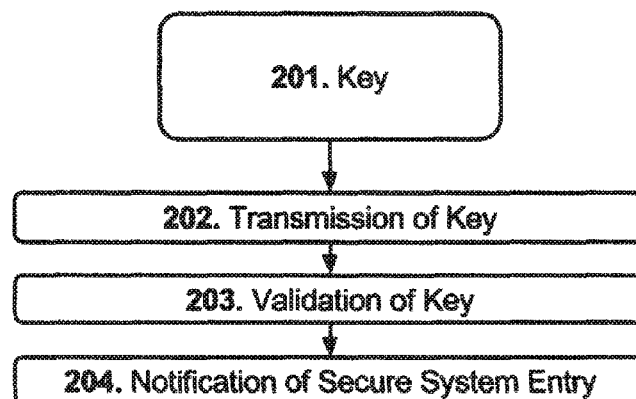 201. Key
202. Transmission of Key
203. Validation of Key
204. Notification of Secure System Entry